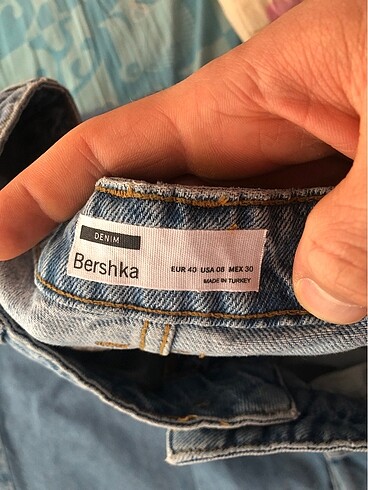 DENIM
Bershka
EUR 40 USA 08 MEX 30
MADE IN TURKEY